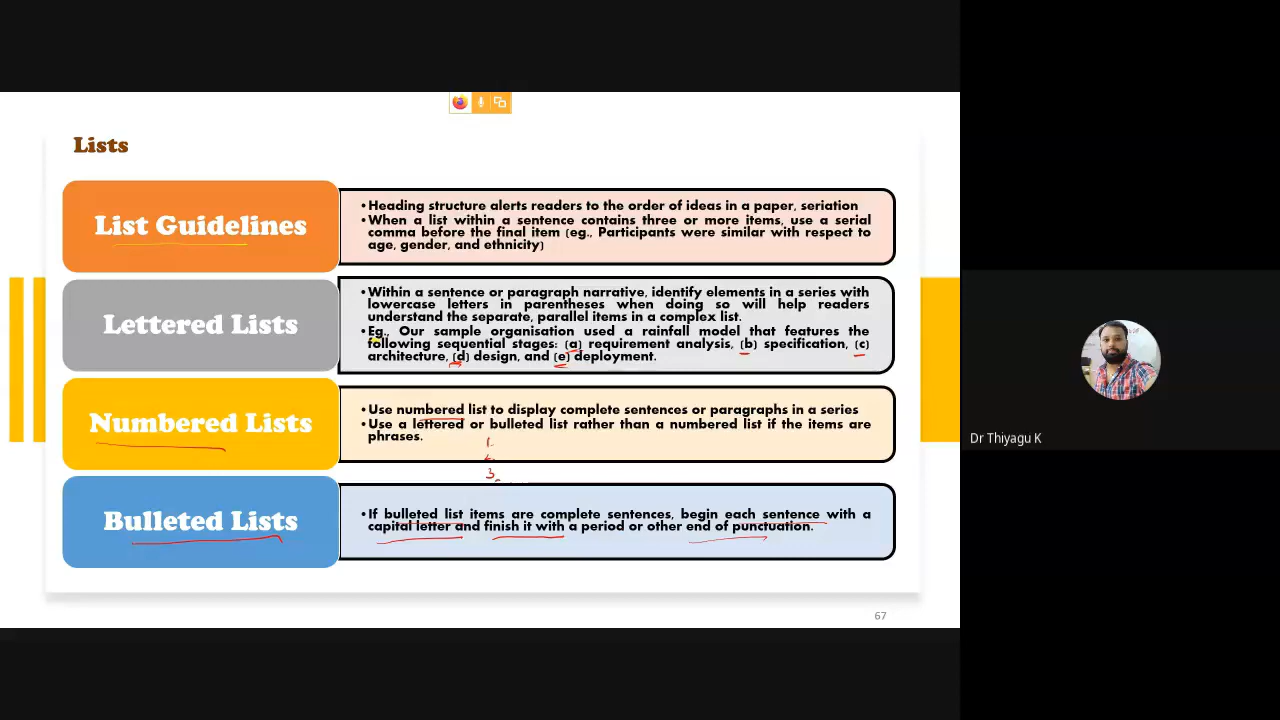 Lists
List Guidelines
•Heading structure alerts readers to the order of ideas in a paper, seriation
•When a list within a sentence contains three or more items, use a serial
comma before the final item (eg., Participants were similar with respect to
age, gender, and ethnicity)
Lettered Lists
•Within a sentence or paragraph narrative, identify elements in a series with
lowercase letters in parentheses when doing so will help readers
understand the separate, parallel items in a complex list.
•Eg., Our sample organisation used a rainfall model that features the
following sequential stages: (a) requirement analysis, (b) specification, (c)
architecture, (d) design, and (e) deployment.
Numbered Lists
•Use numbered list to display complete sentences or paragraphs in a series
•Use a lettered or bulleted list rather than a numbered list if the items are
phrases.
1.
3
Bulleted Lists
•If bulleted list items are complete sentences, begin each sentence with a
capital letter and finish it with a period or other end of punctuation.
67
Dr Thiyagu K